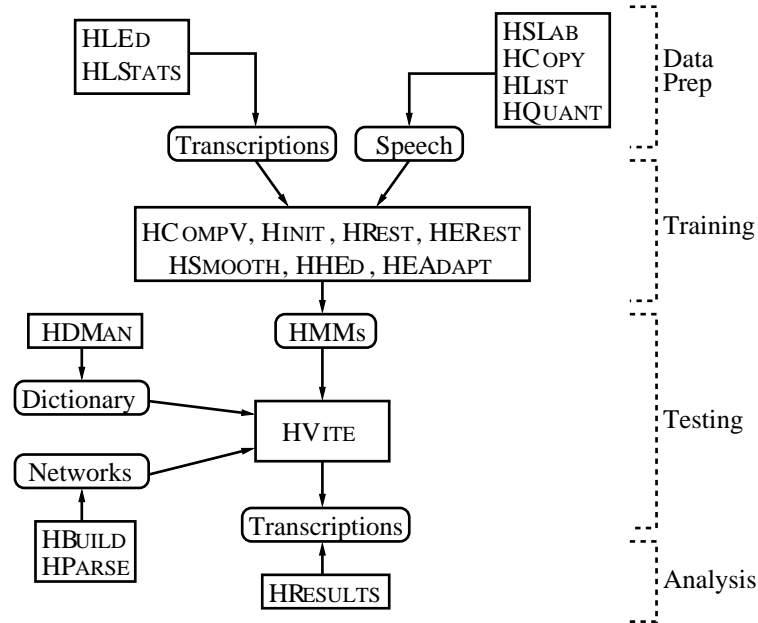 HLED
HLSTATS
HSLAB
HCOPY
HLIST
HQUANT
Data
Prep
Transcriptions
Speech
HCOMPV, HINIT, HREST, HEREST
HSMOOTH, HHED, HEADAPT
Training
HDMAN
HMMs
Dictionary
HVITE
Testing
Networks
Transcriptions
HBUILD
HPARSE
HRESULTS
Analysis